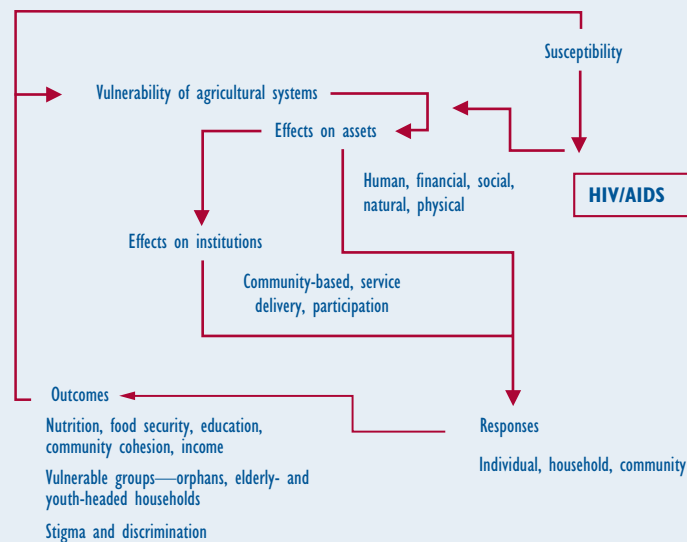 Susceptibility
Vulnerability of agricultural systems
Effects on assets
Human, financial, social,
natural, physical
HIV/AIDS
Effects on institutions
Community-based, service
delivery, participation
Outcomes
Nutrition, food security, education,
community cohesion, income
Vulnerable groups—orphans, elderly- and
youth-headed households
Stigma and discrimination
Responses
Individual, household, community